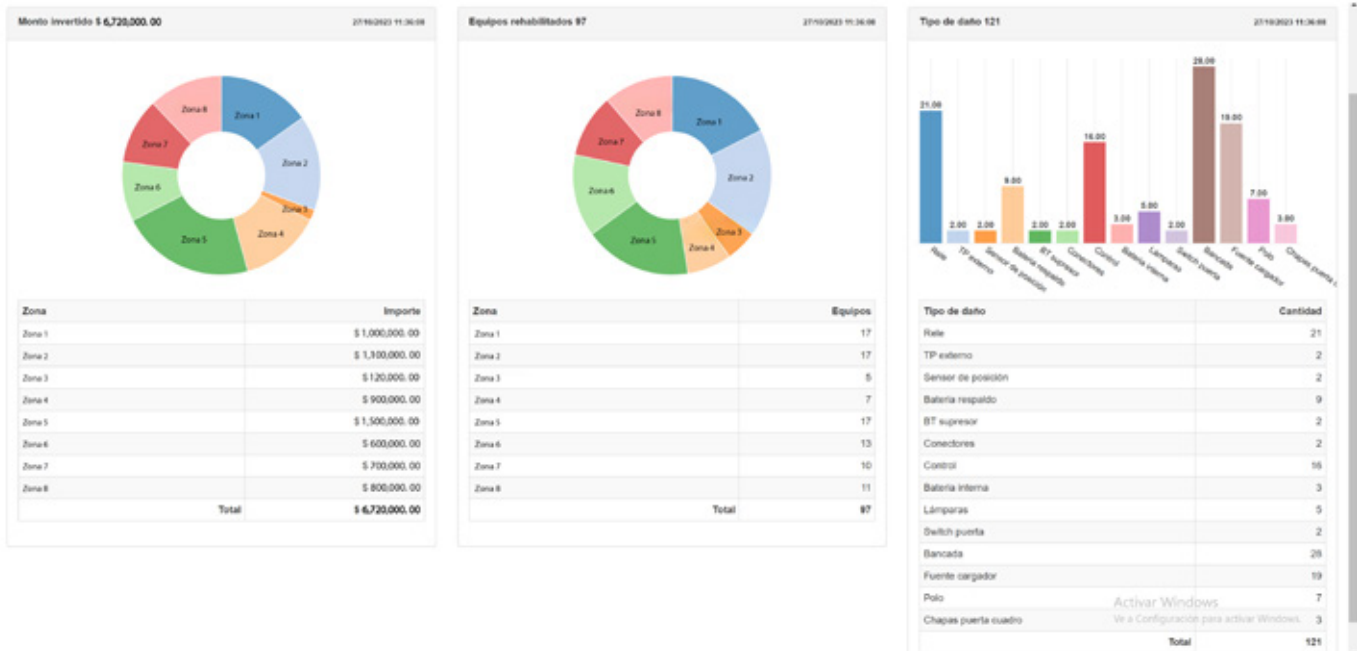 Monto invertido $ 6,720,000. 00 27/10/2023 11:36:08
Zona 1
Zona 2
Zona 3
Zona 4
Zona 5
Zona 6
Zona 7
Zona 8
Zona Importe
Zona 1 $ 1,000,000. 00
Zona 2 $ 1,100,000. 00
Zona 3 $ 120,000. 00
Zona 4 $ 900,000. 00
Zona 5 $ 1,500,000. 00
Zona 6 $ 600,000. 00
Zona 7 $ 700,000. 00
Zona 8 $ 800,000. 00
Total $ 6,720,000. 00
Equipos rehabilitados 97 27/10/2023 11:36:08
Zona 1
Zona 2
Zona 3
Zona 4
Zona 5
Zona 6
Zona 7
Zona 8
Zona Equipos
Zona 1 17
Zona 2 17
Zona 3 5
Zona 4 7
Zona 5 17
Zona 6 13
Zona 7 10
Zona 8 11
Total 97
Tipo de daño 121 27/10/2023 11:36:08
21.00 2.00 2.00 9.00 2.00 2.00 16.00 3.00 5.00 2.00 28.00 19.00 7.00 3.00
Rele
TP externo
Sensor de posición
Bateria respaldo
BT supresor
Conectores
Control
Bateria interna
Lámparas
Switch puerta
Bancada
Fuente cargador
Polo
Chapas puerta c
Tipo de daño Cantidad
Rele 21
TP externo 2
Sensor de posición 2
Bateria respaldo 9
BT supresor 2
Conectores 2
Control 16
Bateria interna 3
Lámparas 5
Switch puerta 2
Bancada 28
Fuente cargador 19
Polo 7
Chapas puerta cuadro 3
Total 121
Activar Windows
Ve a Configuración para activar Windows.